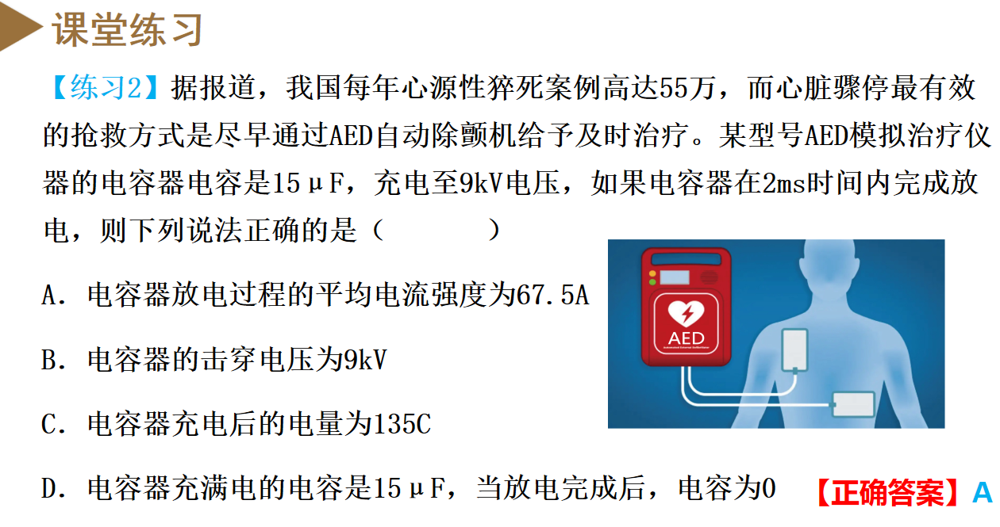 课堂练习
【练习2】据报道，我国每年心源性猝死案例高达55万，而心脏骤停最有效
的抢救方式是尽早通过AED自动除颤机给予及时治疗。某型号AED模拟治疗仪
器的电容器电容是15μF，充电至9kV电压，如果电容器在2ms时间内完成放
电，则下列说法正确的是（　　　）
A．电容器放电过程的平均电流强度为67.5A
B．电容器的击穿电压为9kV
C．电容器充电后的电量为135C
D．电容器充满电的电容是15μF，当放电完成后，电容为0
【正确答案】A
AED
Automated External Defibrillator